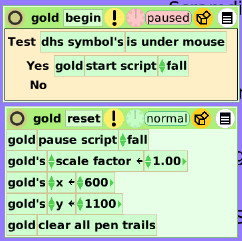 gold begin ! paused
Test dhs symbol's is under mouse
Yes gold start script fall
No
gold reset ! normal
gold pause script fall
gold's scale factor ← 1.00
gold's x ← 600
gold's y ← 1100
gold clear all pen trails